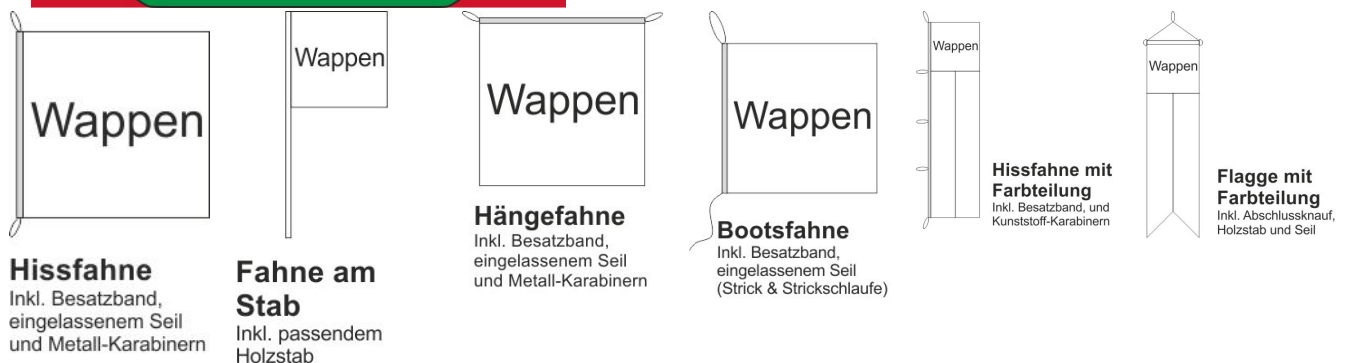 Wappen
Hissfahne
Inkl. Besatzband,
eingelassenem Seil
und Metall-Karabinern
Wappen
Fahne am
Stab
Inkl. passendem
Holzstab
Wappen
Hängefahne
Inkl. Besatzband,
eingelassenem Seil
und Metall-Karabinern
Wappen
Bootsfahne
Inkl. Besatzband,
eingelassenem Seil
(Strick & Strickschlaufe)
Wappen
Hissfahne mit
Farbteilung
Inkl. Besatzband, und
Kunststoff-Karabinern
Wappen
Flagge mit
Farbteilung
Inkl. Abschlussknauf,
Holzstab und Seil